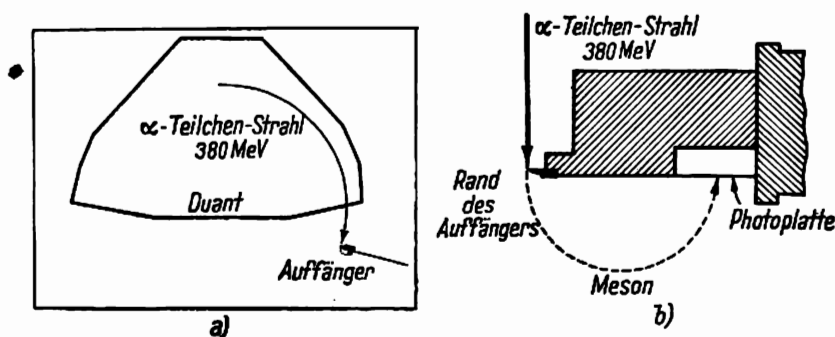 α-Teilchen-Strahl
380 MeV
Duant
Auffänger
a)
α-Teilchen-Strahl
380 MeV
Rand
des
Auffängers
Photoplatte
Meson
b)